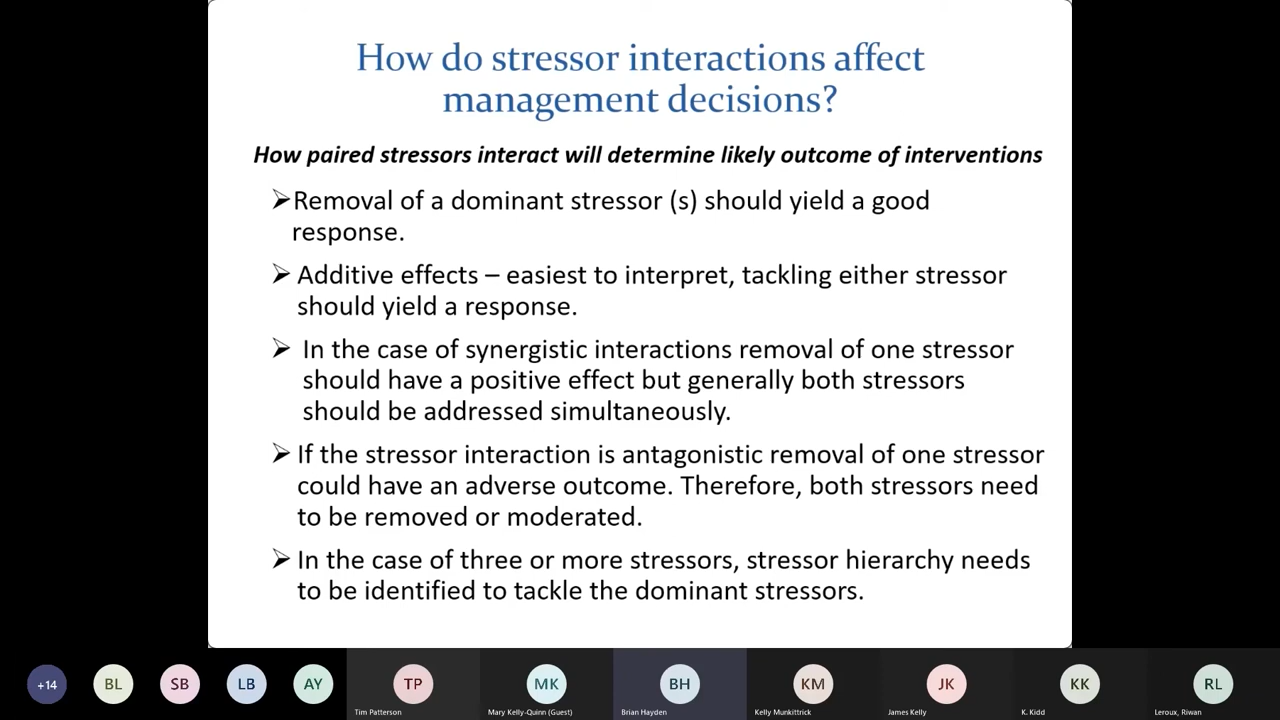 How do stressor interactions affect
management decisions?
How paired stressors interact will determine likely outcome of interventions
➢Removal of a dominant stressor (s) should yield a good
response.
➢ Additive effects – easiest to interpret, tackling either stressor
should yield a response.
➢ In the case of synergistic interactions removal of one stressor
should have a positive effect but generally both stressors
should be addressed simultaneously.
➢ If the stressor interaction is antagonistic removal of one stressor
could have an adverse outcome. Therefore, both stressors need
to be removed or moderated.
➢ In the case of three or more stressors, stressor hierarchy needs
to be identified to tackle the dominant stressors.
+14 BL SB LB AY TP MK BH KM JK KK RL
Tim Patterson Mary Kelly-Quinn (Guest) Brian Hayden Kelly Munkittrick James Kelly K. Kidd Leroux, Riwan